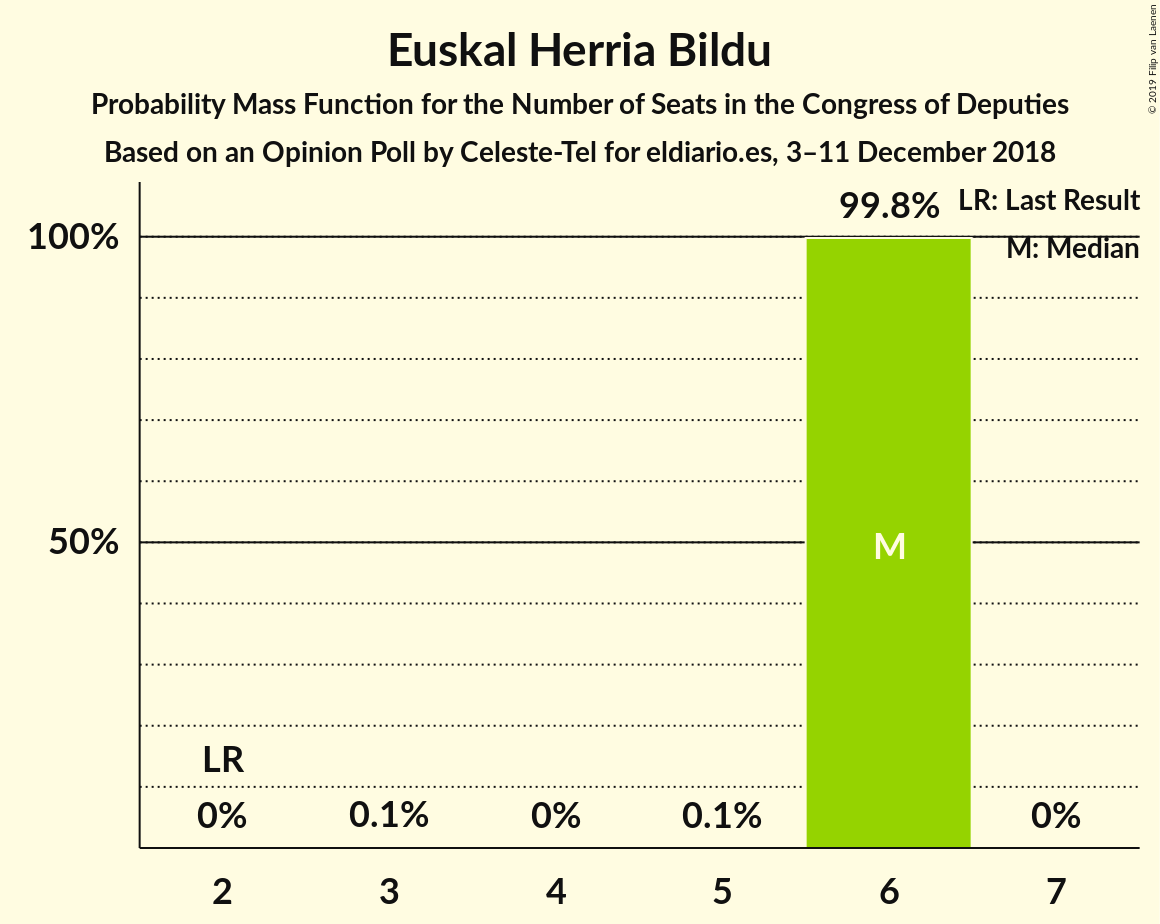 Euskal Herria Bildu
Probability Mass Function for the Number of Seats in the Congress of Deputies
Based on an Opinion Poll by Celeste-Tel for eldiario.es, 3–11 December 2018
© 2019 Filip van Laenen
99.8%
LR: Last Result
M: Median
100%
50%
M
LR
0%
0.1%
0%
0.1%
0%
2 3 4 5 6 7